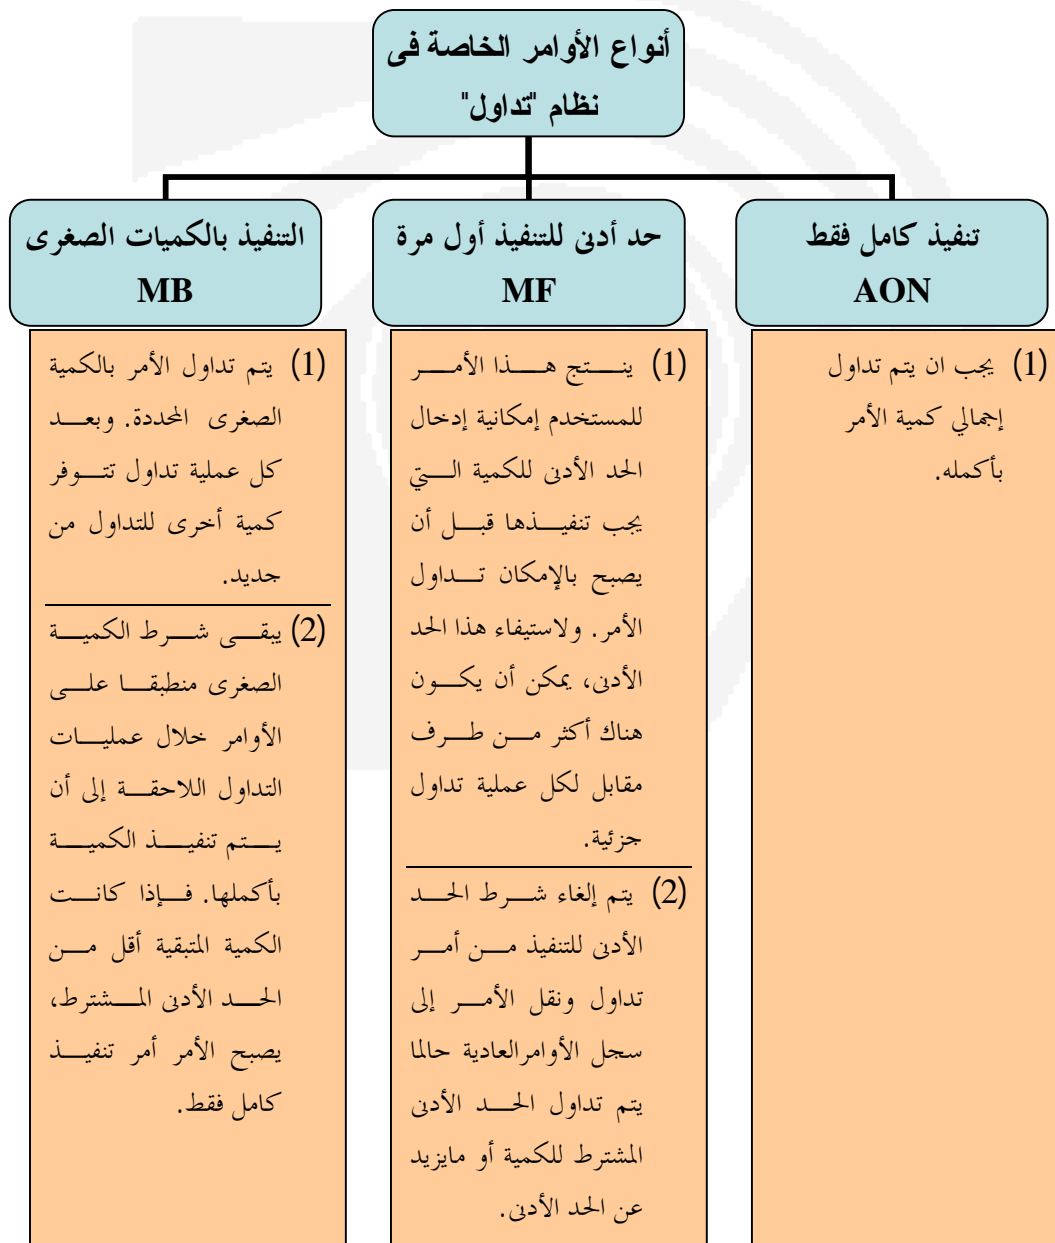 أنواع الأوامر الخاصة فى
نظام "تداول"
تنفيذ كامل فقط
AON
(1) يجب ان يتم تداول
إجمالي كمية الأمر
بأكمله.
حد أدنى للتنفيذ أول مرة
MF
(1) ينتج هذا الأمر
للمستخدم إمكانية إدخال
الحد الأدنى للكمية التي
يجب تنفيذها قبل أن
يصبح بالإمكان تداول
الأمر. ولاستيفاء هذا الحد
الأدنى، يمكن أن يكون
هناك أكثر من طرف
مقابل لكل عملية تداول
جزئية.
(2) يتم إلغاء شرط الحد
الأدنى للتنفيذ من أمر
تداول ونقل الأمر إلى
سجل الأوامرالعادية حالما
يتم تداول الحد الأدنى
المشترط للكمية أو مايزيد
عن الحد الأدنى.
التنفيذ بالكميات الصغرى
MB
(1) يتم تداول الأمر بالكمية
الصغرى المحددة. وبعد
كل عملية تداول تتوفر
كمية أخرى للتداول من
جديد.
(2) يبقى شرط الكمية
الصغرى منطبقا على
الأوامر خلال عمليات
التداول اللاحقة إلى أن
يتم تنفيذ الكمية
بأكملها. فإذا كانت
الكمية المتبقية أقل من
الحد الأدنى المشترط،
يصبح الأمر أمر تنفيذ
كامل فقط.